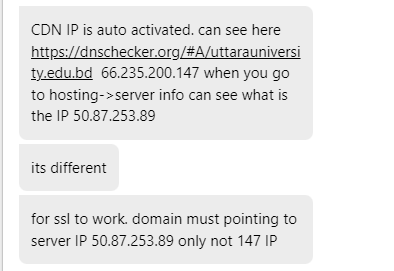 CDN IP is auto activated. can see here
https://dnschecker.org/#A/uttarauniversi
ty.edu.bd  66.235.200.147 when you go
to hosting->server info can see what is
the IP 50.87.253.89
its different
for ssl to work. domain must pointing to
server IP 50.87.253.89 only not 147 IP